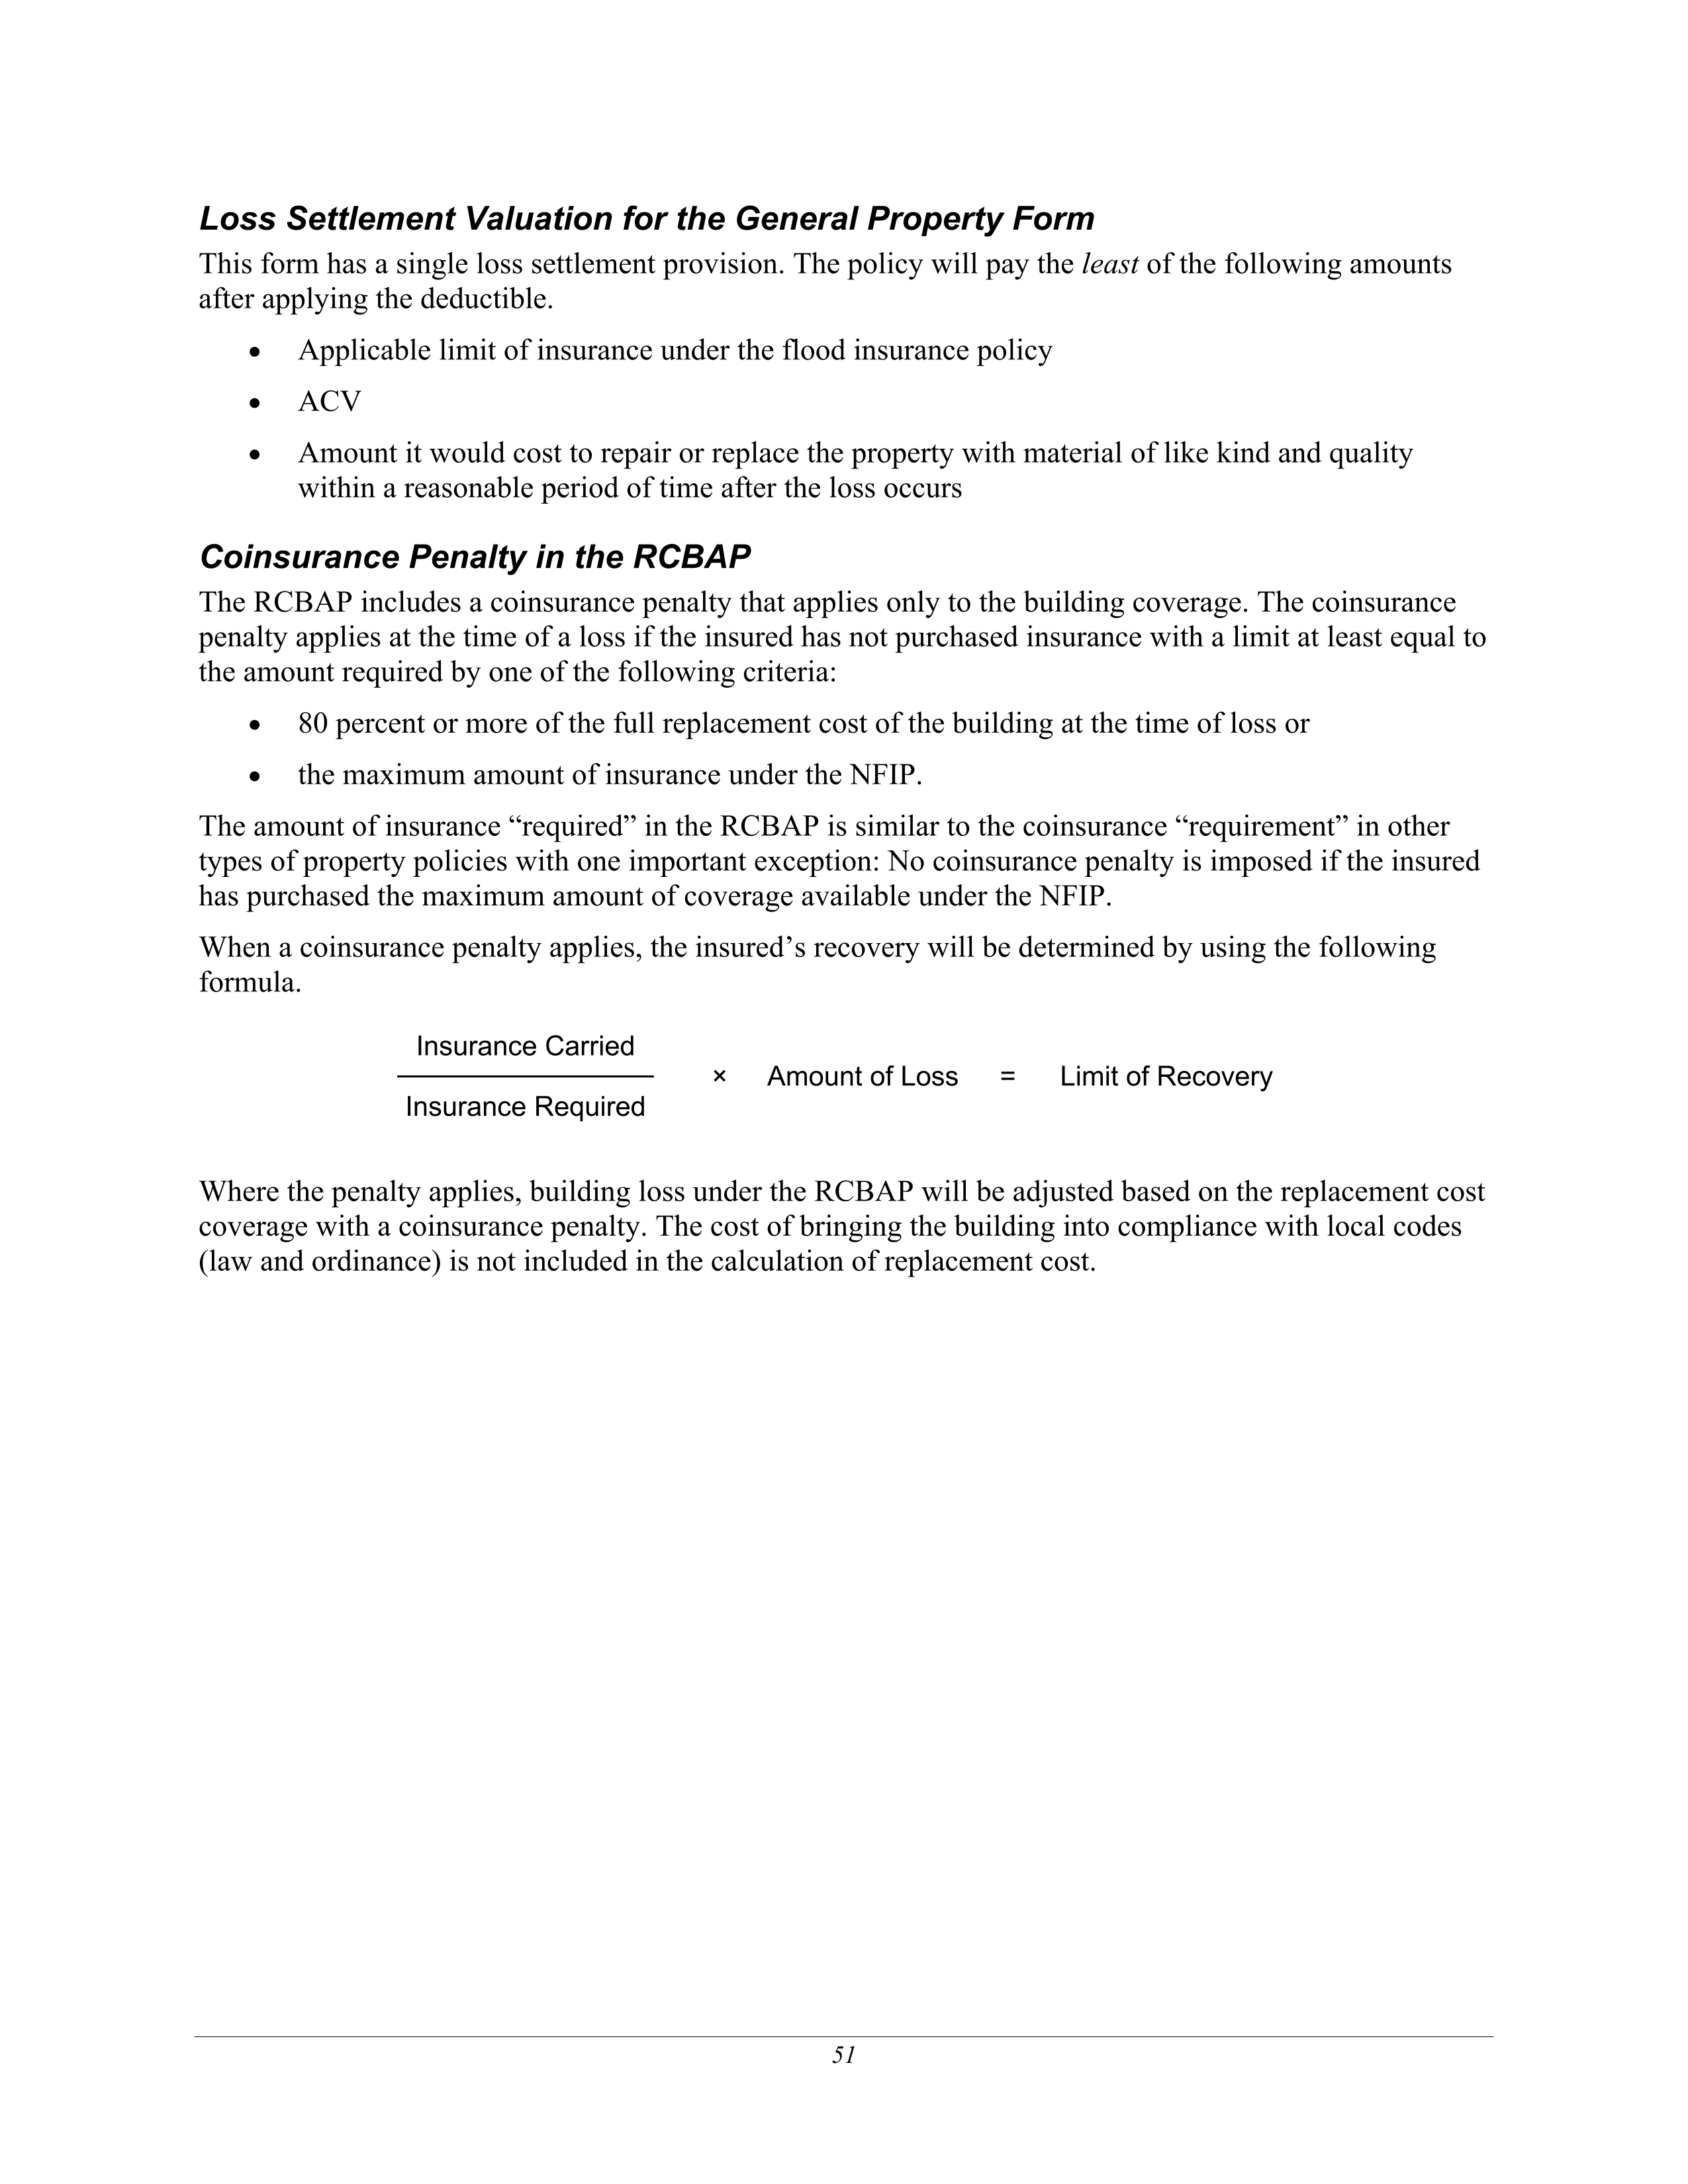 Loss Settlement Valuation for the General Property Form
This form has a single loss settlement provision. The policy will pay the least of the following amounts
after applying the deductible.
• Applicable limit of insurance under the flood insurance policy
• ACV
• Amount it would cost to repair or replace the property with material of like kind and quality
within a reasonable period of time after the loss occurs
Coinsurance Penalty in the RCBAP
The RCBAP includes a coinsurance penalty that applies only to the building coverage. The coinsurance
penalty applies at the time of a loss if the insured has not purchased insurance with a limit at least equal to
the amount required by one of the following criteria:
• 80 percent or more of the full replacement cost of the building at the time of loss or
• the maximum amount of insurance under the NFIP.
The amount of insurance “required” in the RCBAP is similar to the coinsurance “requirement” in other
types of property policies with one important exception: No coinsurance penalty is imposed if the insured
has purchased the maximum amount of coverage available under the NFIP.
When a coinsurance penalty applies, the insured’s recovery will be determined by using the following
formula.
Insurance Carried
× Amount of Loss = Limit of Recovery
Insurance Required
Where the penalty applies, building loss under the RCBAP will be adjusted based on the replacement cost
coverage with a coinsurance penalty. The cost of bringing the building into compliance with local codes
(law and ordinance) is not included in the calculation of replacement cost.
51